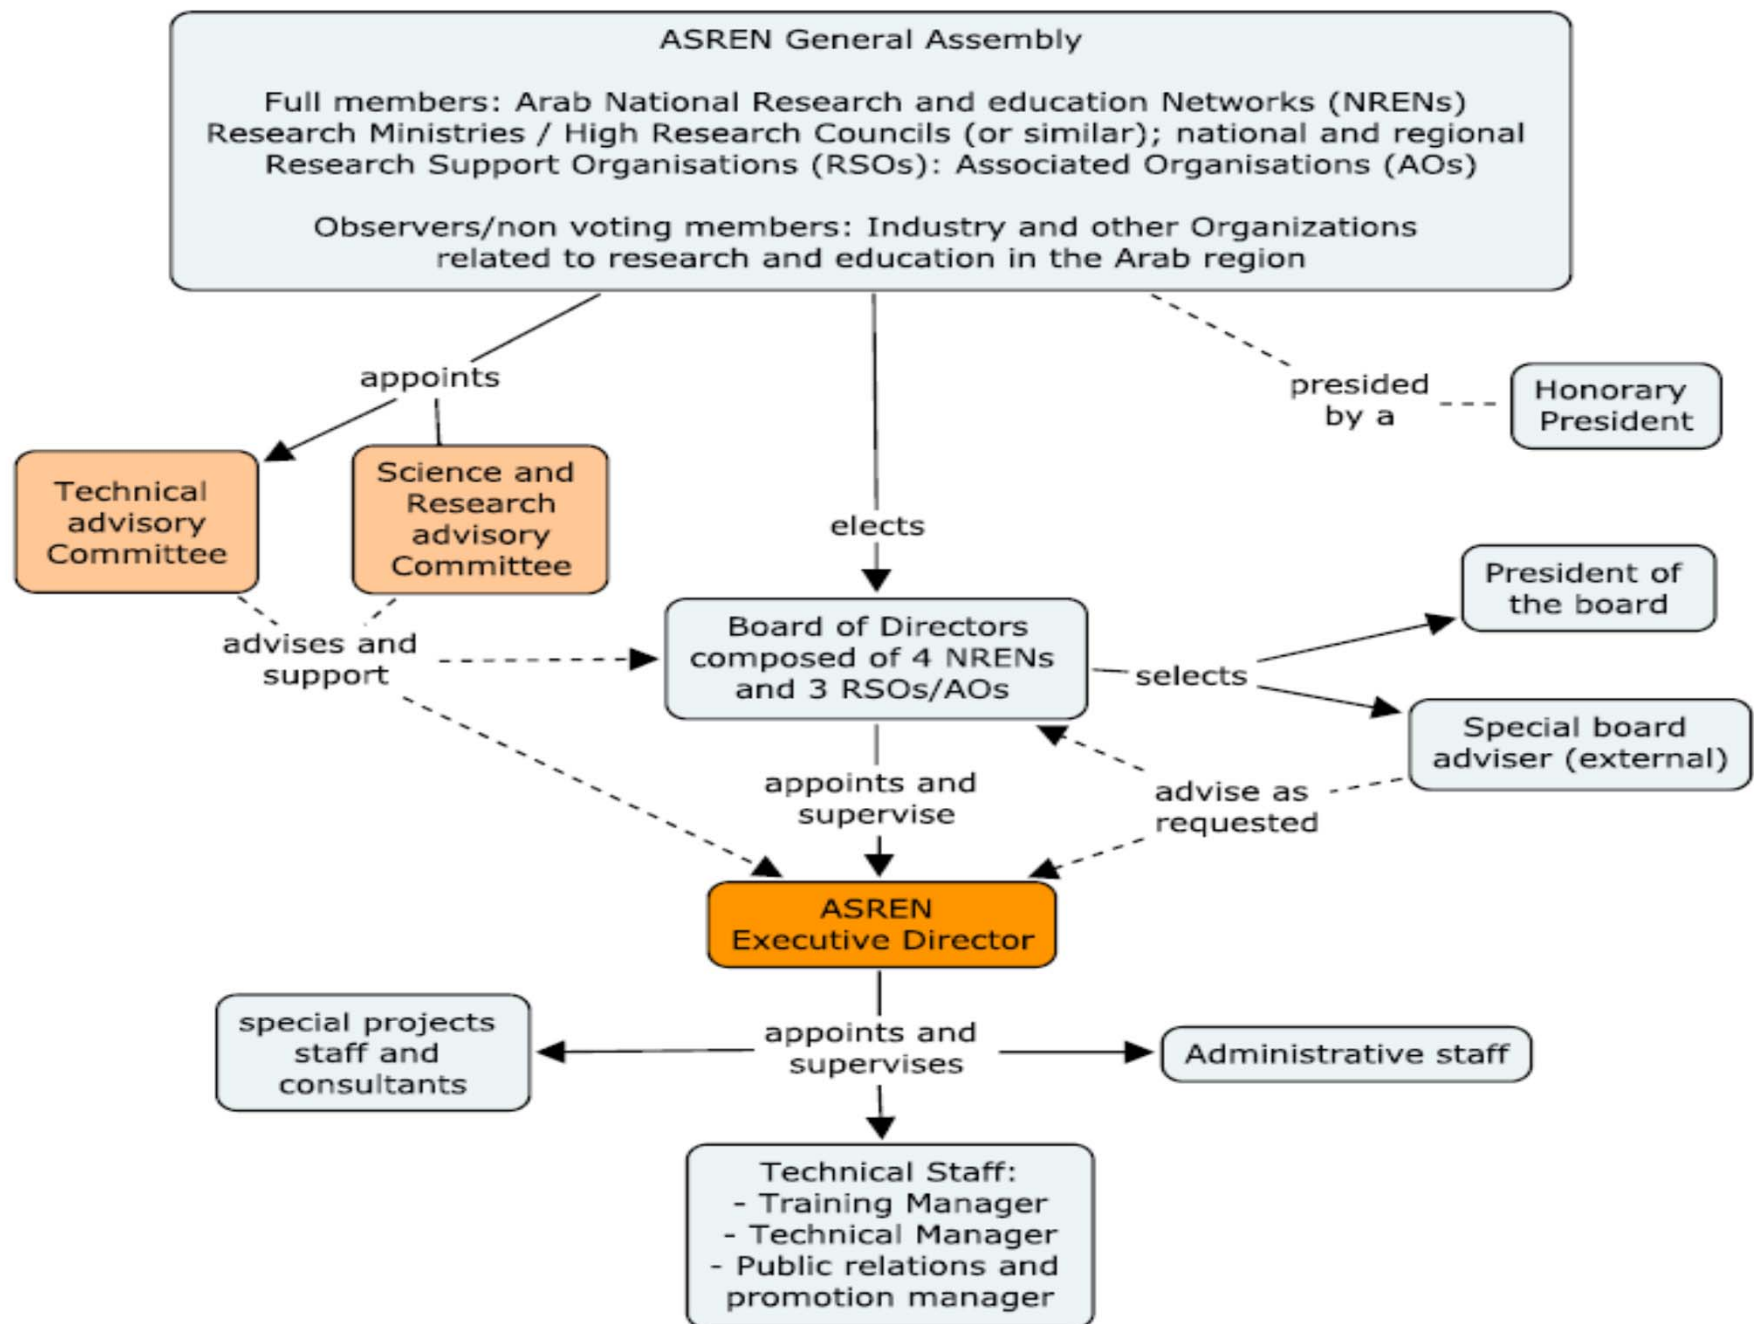 ASREN General Assembly
Full members: Arab National Research and education Networks (NRENs)
Research Ministries / High Research Councils (or similar); national and regional
Research Support Organisations (RSOs): Associated Organisations (AOs)
Observers/non voting members: Industry and other Organizations
related to research and education in the Arab region
appoints
presided
by a
Honorary
President
Technical
advisory
Committee
Science and
Research
advisory
Committee
elects
advises and
support
Board of Directors
composed of 4 NRENs
and 3 RSOs/AOs
selects
President of
the board
Special board
adviser (external)
appoints and
supervise
advise as
requested
ASREN
Executive Director
special projects
staff and
consultants
appoints and
supervises
Administrative staff
Technical Staff:
- Training Manager
- Technical Manager
- Public relations and
promotion manager